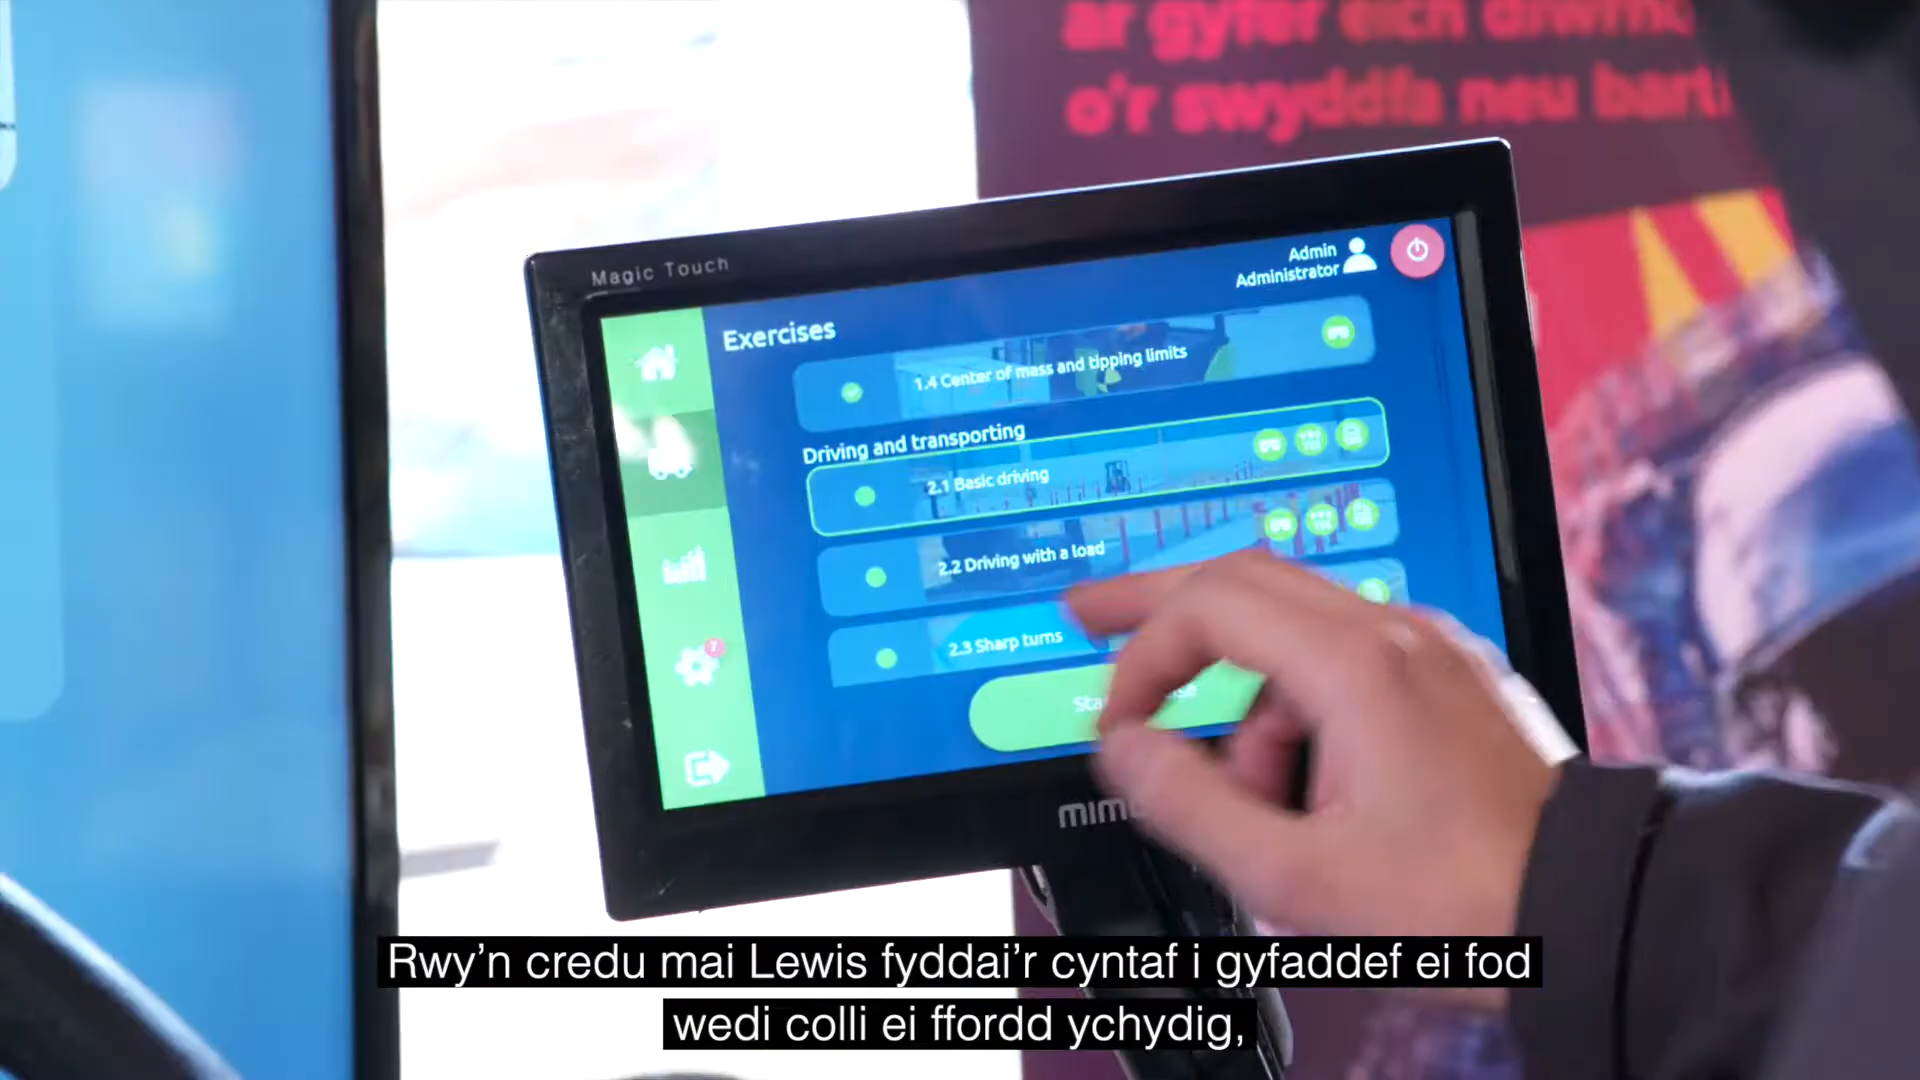 ar gyfer eich
o'r swyddfa neu
Magic Touch
Admin
Administrator
Exercises
1.4 Center of mass and tipping limits
Driving and transporting
2.1 Basic driving
2.2 Driving with a load
2.3 Sharp turns
7
Rwy’n credu mai Lewis fyddai’r cyntaf i gyfaddef ei fod
wedi colli ei ffordd ychydig,